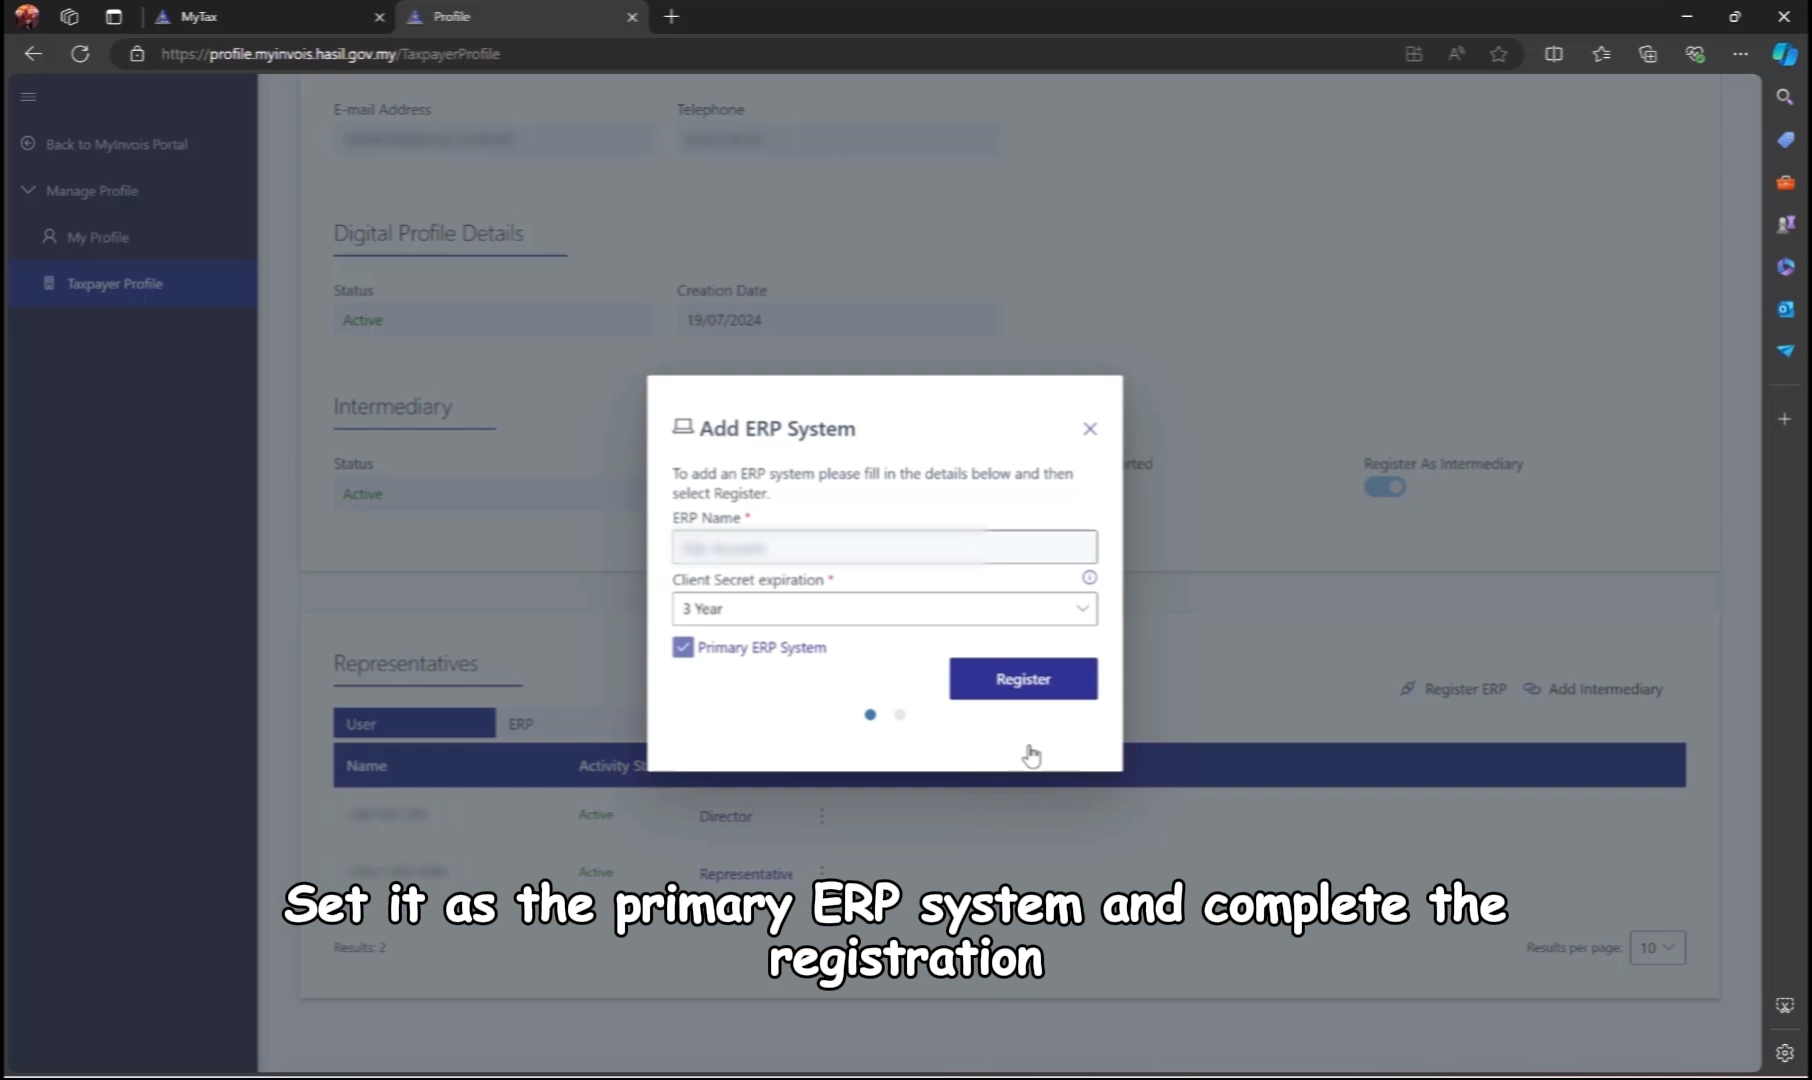 MyTax
Profile
https://profile.myinvois.hasil.gov.my/TaxpayerProfile
Back to MyInvois Portal
Manage Profile
My Profile
Taxpayer Profile
E-mail Address
Telephone
Digital Profile Details
Status
Creation Date
Active
19/07/2024
Intermediary
Status
Register As Intermediary
Active
Add ERP System
To add an ERP system please fill in the details below and then
select Register.
ERP Name *
Client Secret expiration *
3 Year
Primary ERP System
Register
Representatives
Register ERP
Add Intermediary
User
ERP
Name
Activity
Active
Director
Active
Representative
Set it as the primary ERP system and complete the
registration
Results: 2
Results per page:
10